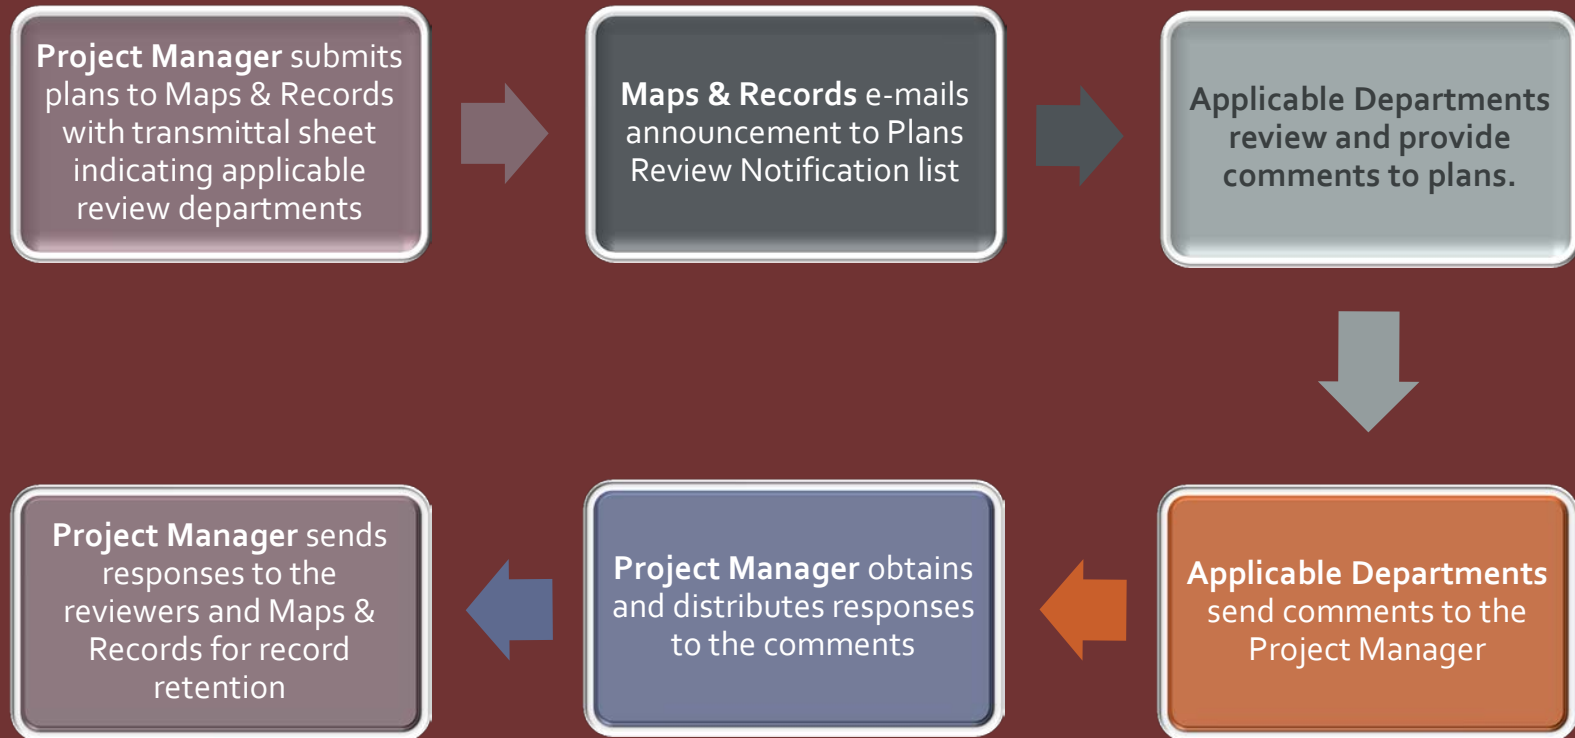 Project Manager submits
plans to Maps & Records
with transmittal sheet
indicating applicable
review departments
Maps & Records e-mails
announcement to Plans
Review Notification list
Applicable Departments
review and provide
comments to plans.
Applicable Departments
send comments to the
Project Manager
Project Manager obtains
and distributes responses
to the comments
Project Manager sends
responses to the
reviewers and Maps &
Records for record
retention